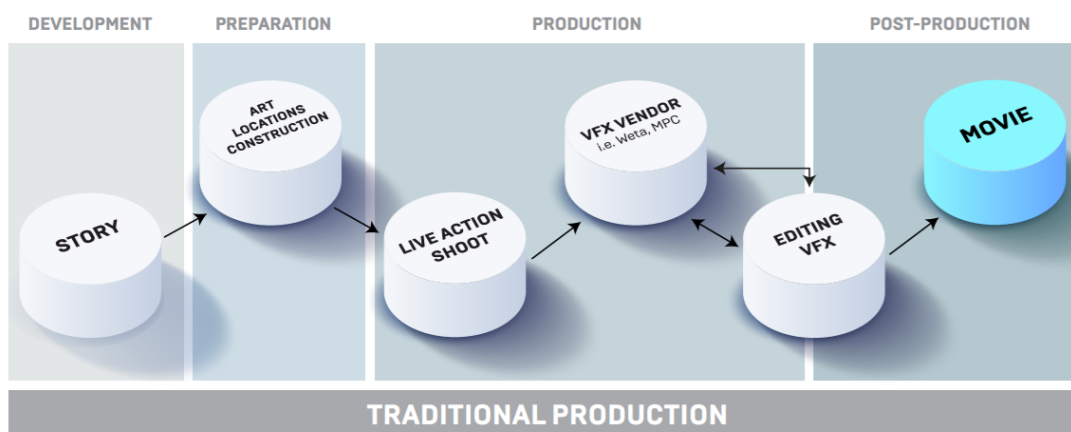 DEVELOPMENT
PREPARATION
PRODUCTION
POST-PRODUCTION
STORY
ART
LOCATIONS
CONSTRUCTION
LIVE ACTION
SHOOT
VFX VENDOR
i.e. Weta, MPC
EDITING
VFX
MOVIE
TRADITIONAL PRODUCTION